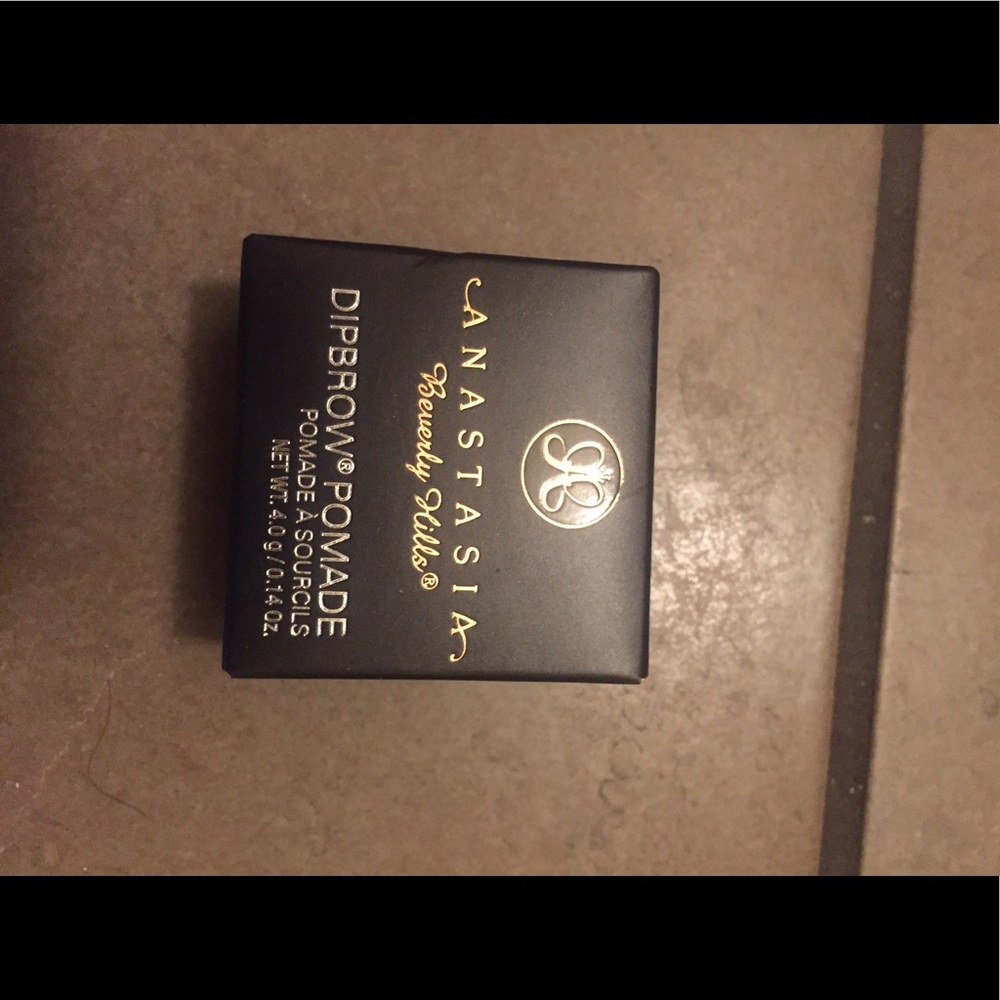 ANASTASIA
Beverly Hills®
DIPBROW® POMADE
POMADE À SOURCILS
NET WT. 4.0 g / 0.14 Oz.